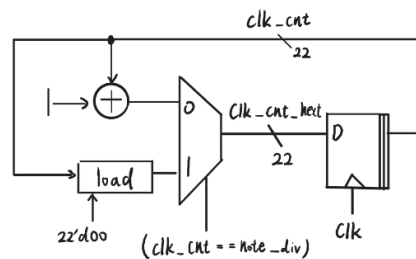 clk_cnt
22
1
+
0
clk_cnt_next
22
D
load
1
22'd00
(clk_cnt == note_div)
clk